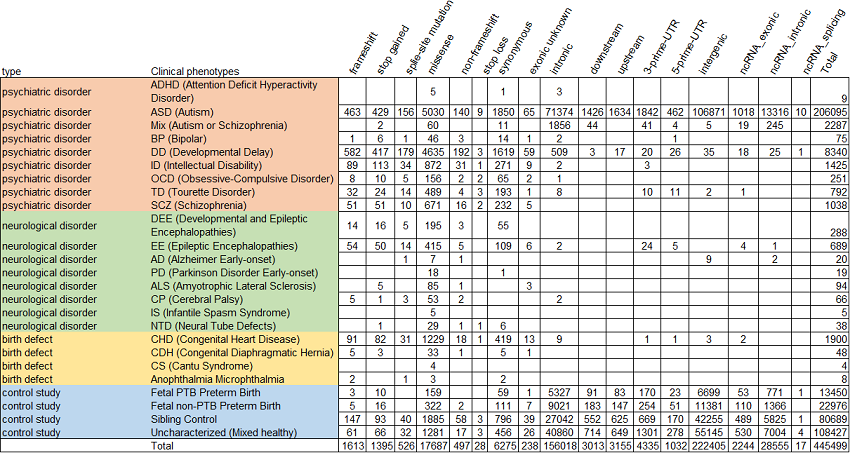 frameshift stop gained splie-site mutation missense non-frameshift stop loss synonymous exonic unknown intronic downstream upstream 3-prime-UTR 5-prime-UTR intergenic ncRNA_exonic ncRNA_intronic ncRNA_splicing Total
type Clinical phenotypes
psychiatric disorder ADHD (Attention Deficit Hyperactivity Disorder) 5 1 3 9
psychiatric disorder ASD (Autism) 463 429 156 5030 140 9 1850 65 71374 1426 1634 1842 462 106871 1018 13316 10 206095
psychiatric disorder Mix (Autism or Schizophrenia) 2 60 11 1856 44 41 4 5 19 245 2287
psychiatric disorder BP (Bipolar) 1 6 1 46 3 14 1 2 1 75
psychiatric disorder DD (Developmental Delay) 582 417 179 4635 192 3 1619 59 509 3 17 20 26 35 18 25 1 8340
psychiatric disorder ID (Intellectual Disability) 89 113 34 872 31 1 271 9 2 3 1425
psychiatric disorder OCD (Obsessive-Compulsive Disorder) 8 10 5 156 2 2 65 2 1 251
psychiatric disorder TD (Tourette Disorder) 32 24 14 489 4 3 193 1 8 10 11 2 1 792
psychiatric disorder SCZ (Schizophrenia) 51 51 10 671 16 2 232 5 1038
neurological disorder DEE (Developmental and Epileptic Encephalopathies) 14 16 5 195 3 55 288
neurological disorder EE (Epileptic Encephalopathies) 54 50 14 415 5 109 6 2 24 5 4 1 689
neurological disorder AD (Alzheimer Early-onset) 1 7 1 9 2 20
neurological disorder PD (Parkinson Disorder Early-onset) 18 1 19
neurological disorder ALS (Amyotrophic Lateral Sclerosis) 5 85 1 3 94
neurological disorder CP (Cerebral Palsy) 5 1 3 53 2 2 66
neurological disorder IS (Infantile Spasm Syndrome) 5 5
neurological disorder NTD (Neural Tube Defects) 1 29 1 1 6 38
birth defect CHD (Congenital Heart Disease) 91 82 31 1229 18 1 419 13 9 1 1 3 2 1900
birth defect CDH (Congenital Diaphragmatic Hernia) 5 3 33 1 5 1 48
birth defect CS (Cantu Syndrome) 4 4
birth defect Anophthalmia Microphthalmia 2 1 3 2 8
control study Fetal PTB Preterm Birth 3 10 159 59 1 5327 91 83 170 23 6699 53 771 1 13450
control study Fetal non-PTB Preterm Birth 5 16 322 2 111 7 9021 183 147 254 51 11381 110 1366 22976
control study Sibling Control 147 93 40 1885 58 3 796 39 27042 552 625 669 170 42255 489 5825 1 80689
control study Uncharacterized (Mixed healthy) 61 66 32 1281 17 3 456 26 40860 714 649 1301 278 55145 530 7004 4 108427
Total 1613 1395 526 17687 497 28 6275 238 156018 3013 3155 4335 1032 222405 2244 28555 17 445499